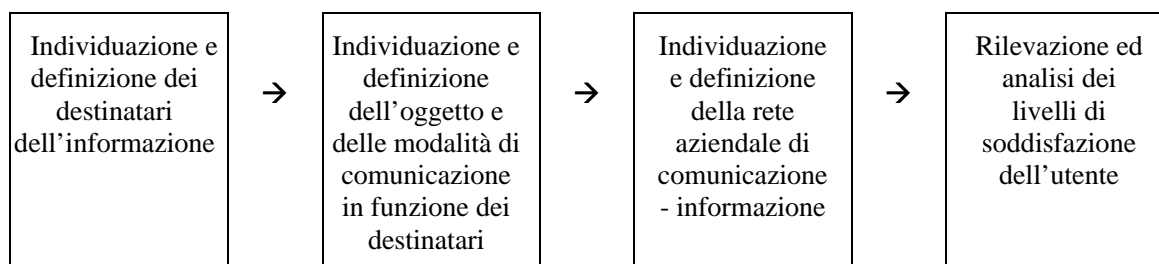 Individuazione e
definizione dei
destinatari
dell’informazione
→
Individuazione e
definizione
dell’oggetto e
delle modalità di
comunicazione
in funzione dei
destinatari
→
Individuazione
e definizione
della rete
aziendale di
comunicazione
- informazione
→
Rilevazione ed
analisi dei
livelli di
soddisfazione
dell’utente